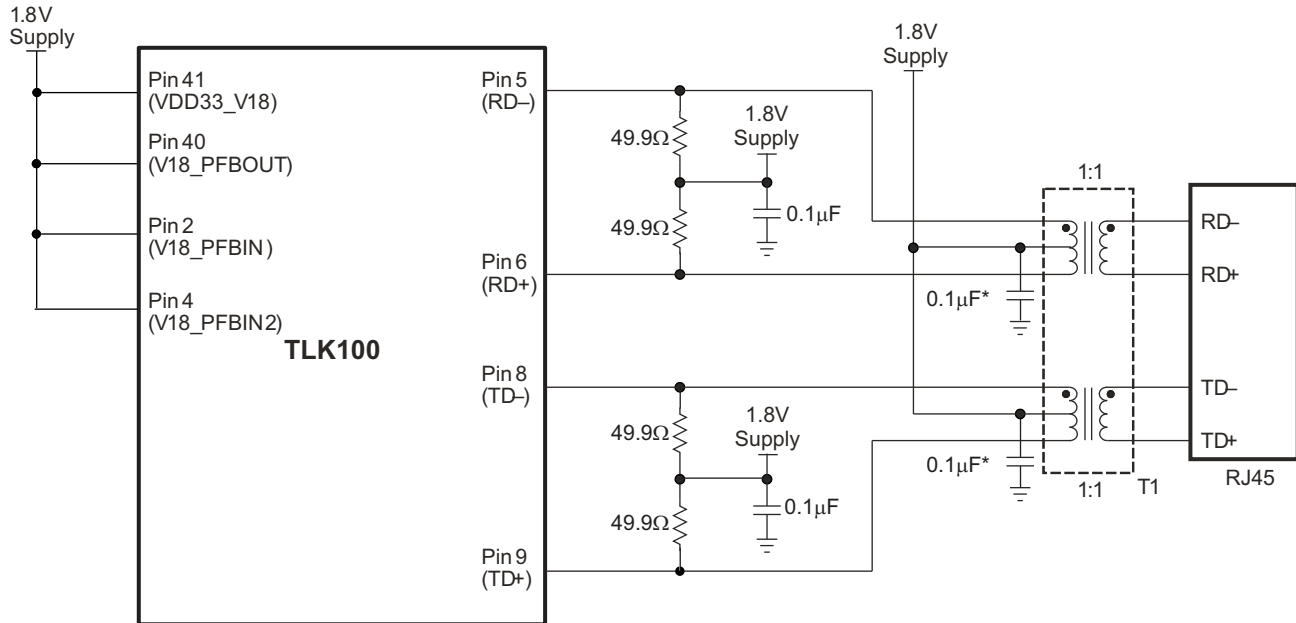 1.8V
Supply
Pin 41
(VDD33_V18)
Pin 40
(V18_PFBOUT)
Pin 2
(V18_PFBIN)
Pin 4
(V18_PFBIN2)
TLK100
Pin 5
(RD–)
Pin 6
(RD+)
Pin 8
(TD–)
Pin 9
(TD+)
49.9Ω
49.9Ω
1.8V
Supply
0.1μF
49.9Ω
49.9Ω
1.8V
Supply
0.1μF
1.8V
Supply
0.1μF*
0.1μF*
1:1
1:1
T1
RD–
RD+
TD–
TD+
RJ45